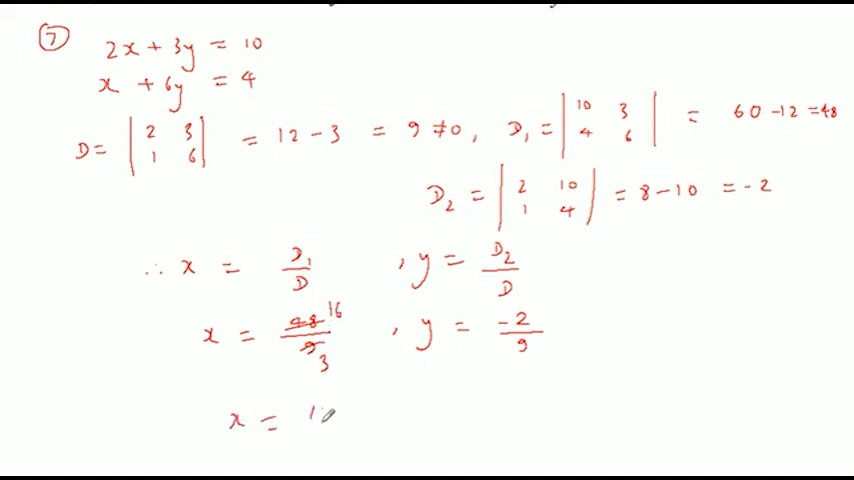 7
2x + 3y = 10
x + 6y = 4
D = | 2 3 | = 12 - 3 = 9 ≠ 0, D₁ = | 10 3 | = 60 - 12 = 48
| 1 6 | | 4 6 |
D₂ = | 2 10 | = 8 - 10 = -2
| 1 4 |
∴ x = D₁/D , y = D₂/D
x = 48/9 16/3 , y = -2/9
x = 1